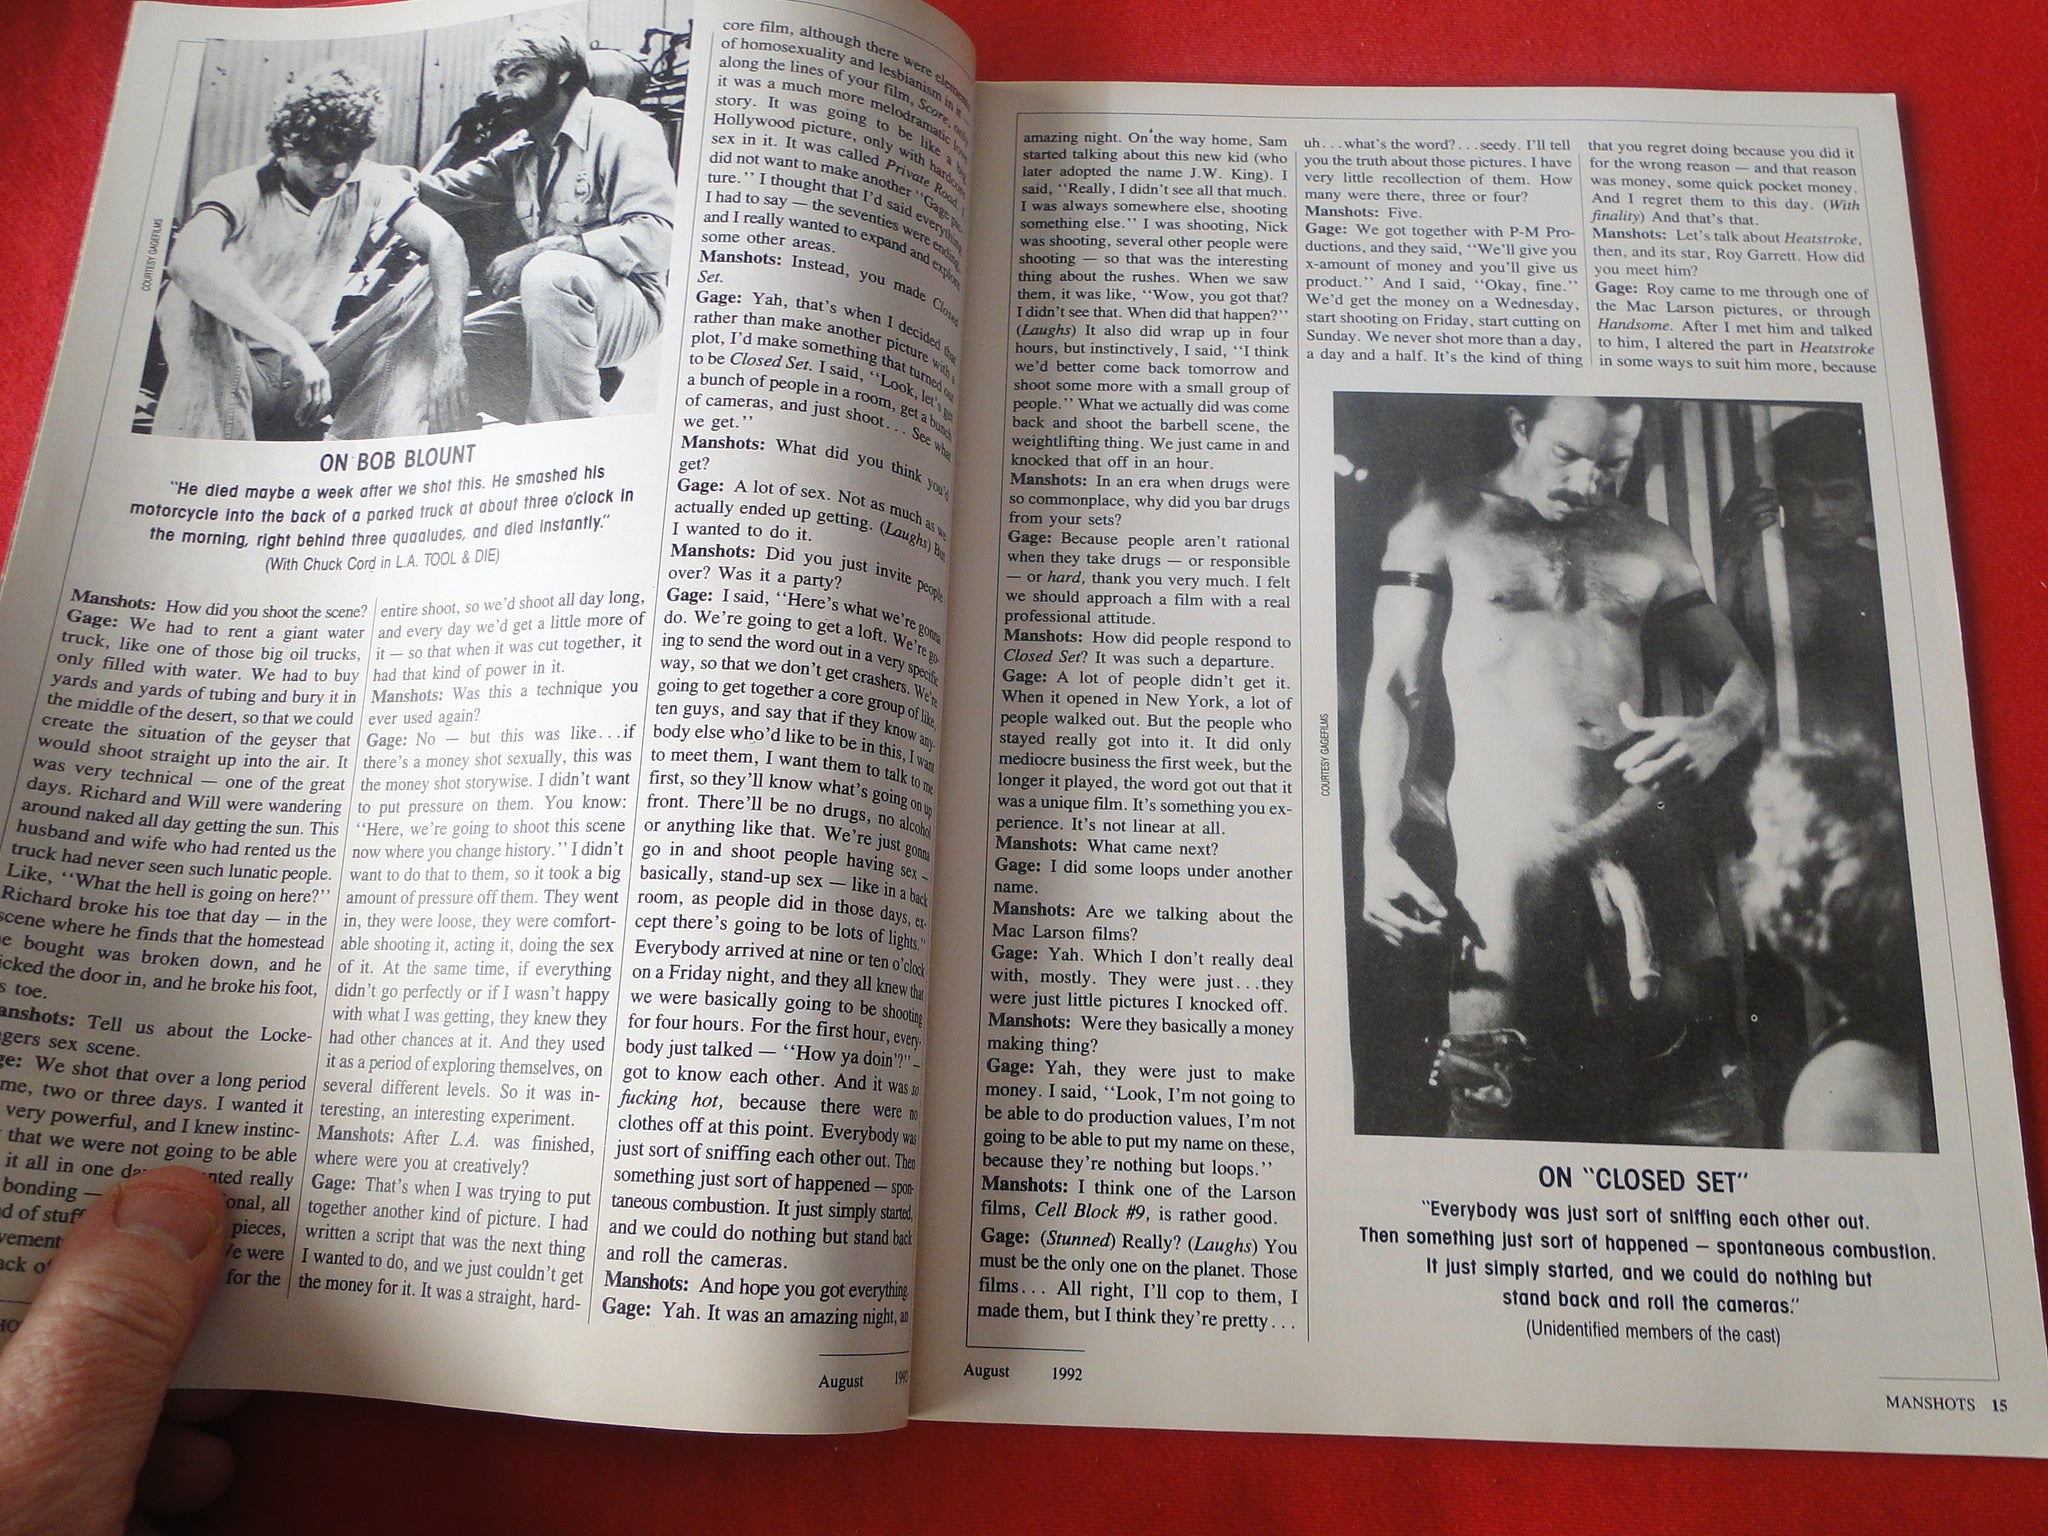 COURTESY GAGEFILMS
ON BOB BLOUNT
"He died maybe a week after we shot this. He smashed his
motorcycle into the back of a parked truck at about three o'clock in
the morning, right behind three quaaludes, and died instantly."
(With Chuck Cord in L.A. TOOL & DIE)
Manshots: How did you shoot the scene?
Gage: We had to rent a giant water
truck, like one of those big oil trucks,
only filled with water. We had to buy
yards and yards of tubing and bury it in
the middle of the desert, so that we could
create the situation of the geyser that
would shoot straight up into the air. It
was very technical — one of the great
days. Richard and Will were wandering
around naked all day getting the sun. This
husband and wife who had rented us the
truck had never seen such lunatic people.
Like, "What the hell is going on here?"
Richard broke his toe that day — in the
scene where he finds that the homestead
bought was broken down, and he
the door in, and he broke his foot,
toe.
Tell us about the Locke-
sex scene.
We shot that over a long period
two or three days. I wanted it
very powerful, and I knew instinc-
that we were not going to be able
it all in one
really
bonding —
all
of
pieces,
were
of
for the
entire shoot, so we'd shoot all day long,
and every day we'd get a little more of
it — so that when it was cut together, it
had that kind of power in it.
Manshots: Was this a technique you
ever used again?
Gage: No — but this was like...if
there's a money shot sexually, this was
the money shot storywise. I didn't want
to put pressure on them. You know:
"Here, we're going to shoot this scene
now where you change history." I didn't
want to do that to them, so it took a big
amount of pressure off them. They went
in, they were loose, they were comfort-
able shooting it, acting it, doing the sex
of it. At the same time, if everything
didn't go perfectly or if I wasn't happy
with what I was getting, they knew they
had other chances at it. And they used
it as a period of exploring themselves, on
several different levels. So it was in-
teresting, an interesting experiment.
Manshots: After L.A. was finished,
where were you at creatively?
Gage: That's when I was trying to put
together another kind of picture. I had
written a script that was the next thing
I wanted to do, and we just couldn't get
the money for it. It was a straight, hard-
core film, although there were elements
of homosexuality and lesbianism in it —
along the lines of your film, Score, only
it was a much more melodramatic love
story. It was going to be like a big
Hollywood picture, only with hardcore
sex in it. It was called Private Road. I
did not want to make another "Gage pic-
ture." I thought that I'd said everything
I had to say — the seventies were ending,
and I really wanted to expand and explore
some other areas.
Manshots: Instead, you made Closed
Set.
Gage: Yah, that's when I decided that
rather than make another picture with a
plot, I'd make something that turned out
to be Closed Set. I said, "Look, let's get
a bunch of people in a room, get a bunch
of cameras, and just shoot... See what
we get."
Manshots: What did you think you'd
get?
Gage: A lot of sex. Not as much as we
actually ended up getting. (Laughs) But
I wanted to do it.
Manshots: Did you just invite people
over? Was it a party?
Gage: I said, "Here's what we're gonna
do. We're going to get a loft. We're go-
ing to send the word out in a very specific
way, so that we don't get crashers. We're
going to get together a core group of like,
ten guys, and say that if they know any-
body else who'd like to be in this, I want
to meet them, I want them to talk to me
first, so they'll know what's going on up
front. There'll be no drugs, no alcohol
or anything like that. We're just gonna
go in and shoot people having sex —
basically, stand-up sex — like in a back
room, as people did in those days, ex-
cept there's going to be lots of lights."
Everybody arrived at nine or ten o'clock
on a Friday night, and they all knew that
we were basically going to be shooting
for four hours. For the first hour, every-
body just talked — "How ya doin'?" –
got to know each other. And it was so
fucking hot, because there were no
clothes off at this point. Everybody was
just sort of sniffing each other out. Then
something just sort of happened — spon-
taneous combustion. It just simply started,
and we could do nothing but stand back
and roll the cameras.
Manshots: And hope you got everything.
Gage: Yah. It was an amazing night, an
August 1992
amazing night. On the way home, Sam
started talking about this new kid (who
later adopted the name J.W. King). I
said, "Really, I didn't see all that much.
I was always somewhere else, shooting
something else." I was shooting, Nick
was shooting, several other people were
shooting — so that was the interesting
thing about the rushes. When we saw
them, it was like, "Wow, you got that?
I didn't see that. When did that happen?"
(Laughs) It also did wrap up in four
hours, but instinctively, I said, "I think
we'd better come back tomorrow and
shoot some more with a small group of
people." What we actually did was come
back and shoot the barbell scene, the
weightlifting thing. We just came in and
knocked that off in an hour.
Manshots: In an era when drugs were
so commonplace, why did you bar drugs
from your sets?
Gage: Because people aren't rational
when they take drugs — or responsible
— or hard, thank you very much. I felt
we should approach a film with a real
professional attitude.
Manshots: How did people respond to
Closed Set? It was such a departure.
Gage: A lot of people didn't get it.
When it opened in New York, a lot of
people walked out. But the people who
stayed really got into it. It did only
mediocre business the first week, but the
longer it played, the word got out that it
was a unique film. It's something you ex-
perience. It's not linear at all.
Manshots: What came next?
Gage: I did some loops under another
name.
Manshots: Are we talking about the
Mac Larson films?
Gage: Yah. Which I don't really deal
with, mostly. They were just...they
were just little pictures I knocked off.
Manshots: Were they basically a money
making thing?
Gage: Yah, they were just to make
money. I said, "Look, I'm not going to
be able to do production values, I'm not
going to be able to put my name on these,
because they're nothing but loops."
Manshots: I think one of the Larson
films, Cell Block #9, is rather good.
Gage: (Stunned) Really? (Laughs) You
must be the only one on the planet. Those
films... All right, I'll cop to them, I
made them, but I think they're pretty...
uh...what's the word?...seedy. I'll tell
you the truth about those pictures. I have
very little recollection of them. How
many were there, three or four?
Manshots: Five.
Gage: We got together with P-M Pro-
ductions, and they said, "We'll give you
x-amount of money and you'll give us
product." And I said, "Okay, fine."
We'd get the money on a Wednesday,
start shooting on Friday, start cutting on
Sunday. We never shot more than a day,
a day and a half. It's the kind of thing
that you regret doing because you did it
for the wrong reason — and that reason
was money, some quick pocket money.
And I regret them to this day. (With
finality) And that's that.
Manshots: Let's talk about Heatstroke,
then, and its star, Roy Garrett. How did
you meet him?
Gage: Roy came to me through one of
the Mac Larson pictures, or through
Handsome. After I met him and talked
to him, I altered the part in Heatstroke
in some ways to suit him more, because
COURTESY GAGEFILMS
ON "CLOSED SET"
"Everybody was just sort of sniffing each other out.
Then something just sort of happened — spontaneous combustion.
It just simply started, and we could do nothing but
stand back and roll the cameras."
(Unidentified members of the cast)
August 1992
MANSHOTS 15